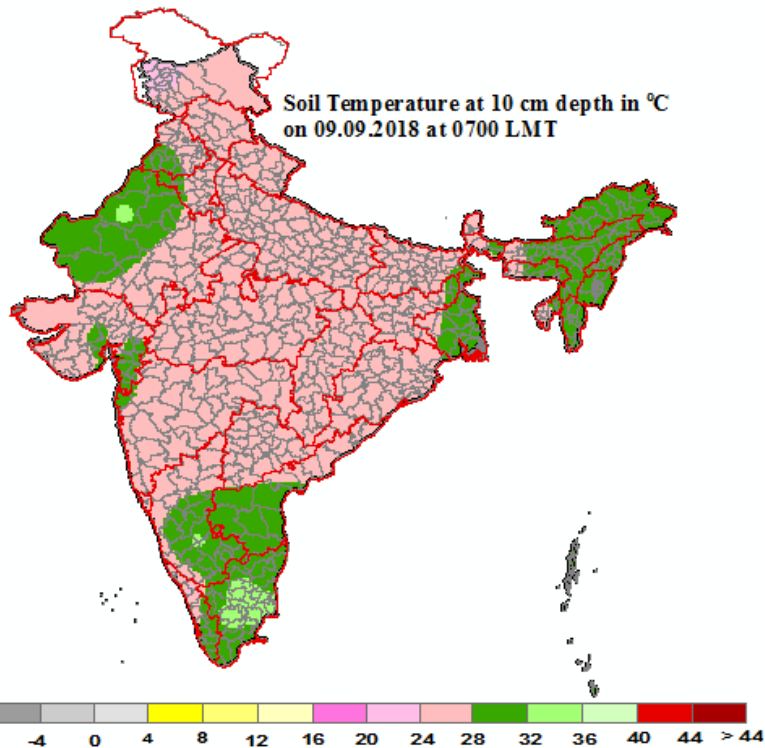 Soil Temperature at 10 cm depth in °C
on 09.09.2018 at 0700 LMT
-4 0 4 8 12 16 20 24 28 32 36 40 44 > 44